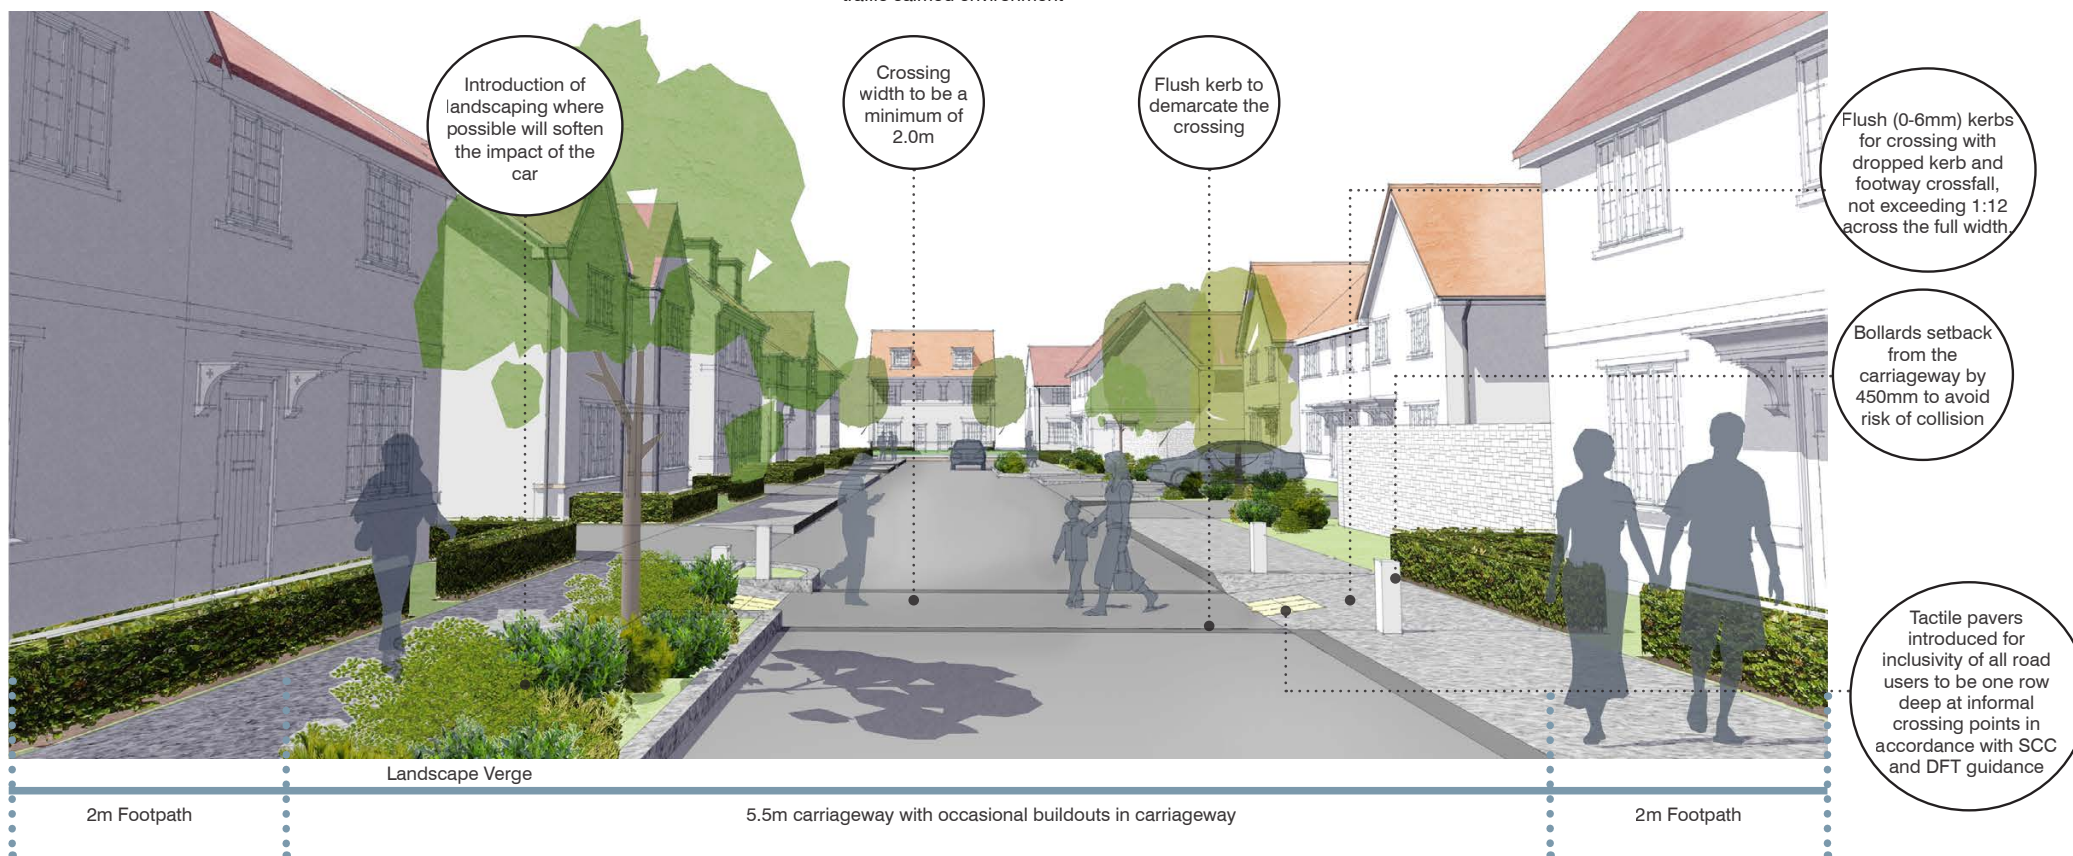 traffic calmed environment
Introduction of
landscaping where
possible will soften
the impact of the
car
Crossing
width to be a
minimum of
2.0m
Flush kerb to
demarcate the
crossing
Flush (0-6mm) kerbs
for crossing with
dropped kerb and
footway crossfall,
not exceeding 1:12
across the full width.
Bollards setback
from the
carriageway by
450mm to avoid
risk of collision
Tactile pavers
introduced for
inclusivity of all road
users to be one row
deep at informal
crossing points in
accordance with SCC
and DFT guidance
Landscape Verge
2m Footpath
5.5m carriageway with occasional buildouts in carriageway
2m Footpath